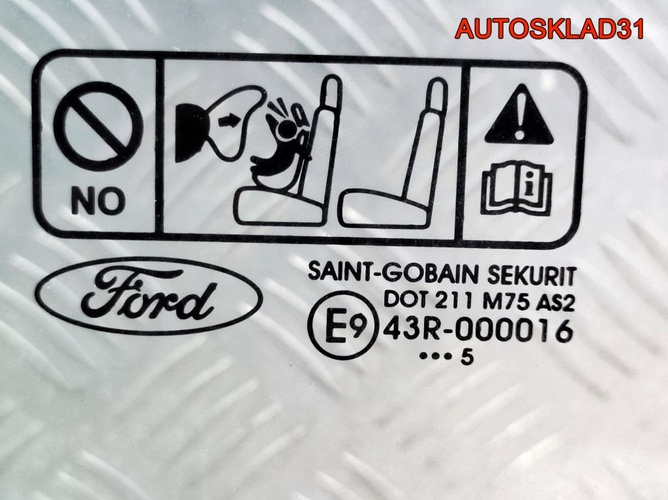 AUTOSKLAD31
NO
i
Ford
SAINT-GOBAIN SEKURIT
DOT 211 M75 AS2
E9 43R-000016
••• 5